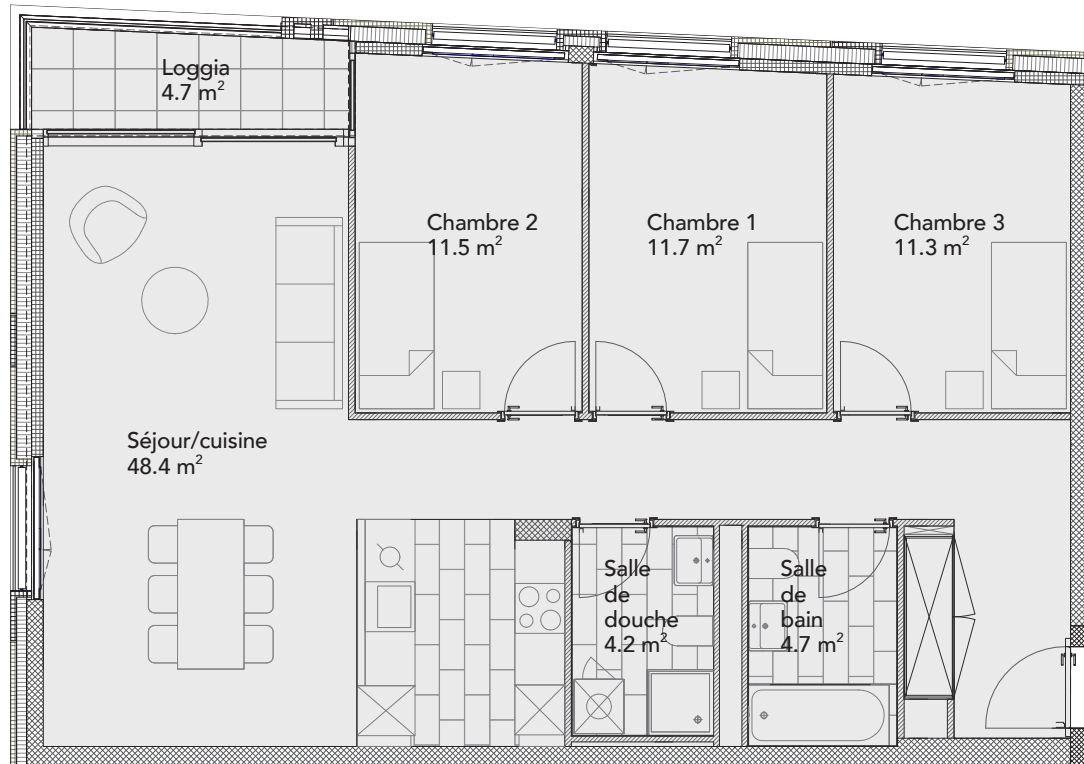 Loggia
4.7 m²
Chambre 2
11.5 m²
Chambre 1
11.7 m²
Chambre 3
11.3 m²
Séjour/cuisine
48.4 m²
Salle
de
douche
4.2 m²
Salle
de
bain
4.7 m²